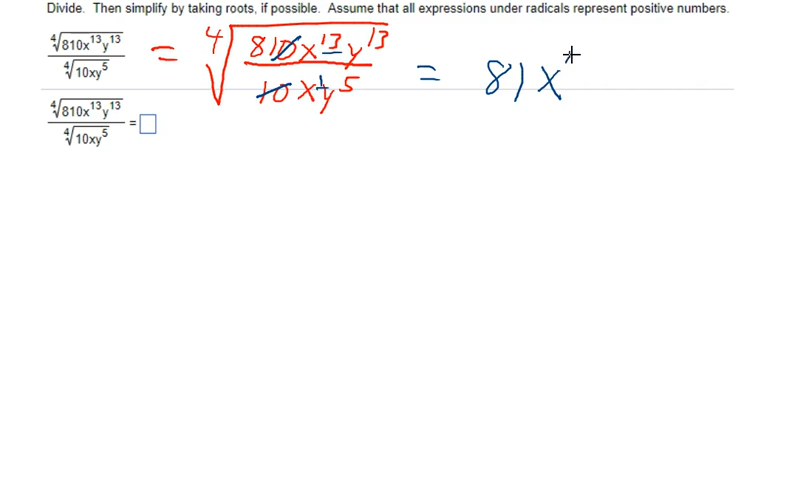 Divide. Then simplify by taking roots, if possible. Assume that all expressions under radicals represent positive numbers.
∜(810x¹³y¹³) / ∜(10xy⁵) = ∜(810x¹³y¹³ / 10x¹y⁵) = 81x
∜(810x¹³y¹³) / ∜(10xy⁵) = □